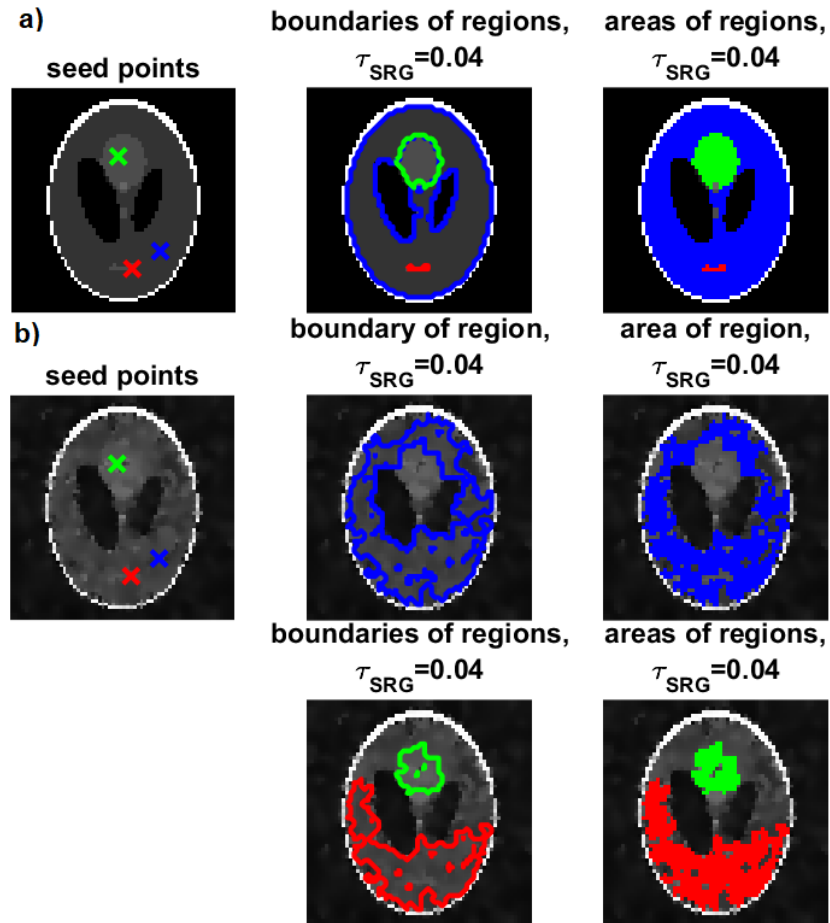 a)
seed points
boundaries of regions,
τSRG=0.04
areas of regions,
τSRG=0.04
b)
seed points
boundary of region,
τSRG=0.04
area of region,
τSRG=0.04
boundaries of regions,
τSRG=0.04
areas of regions,
τSRG=0.04